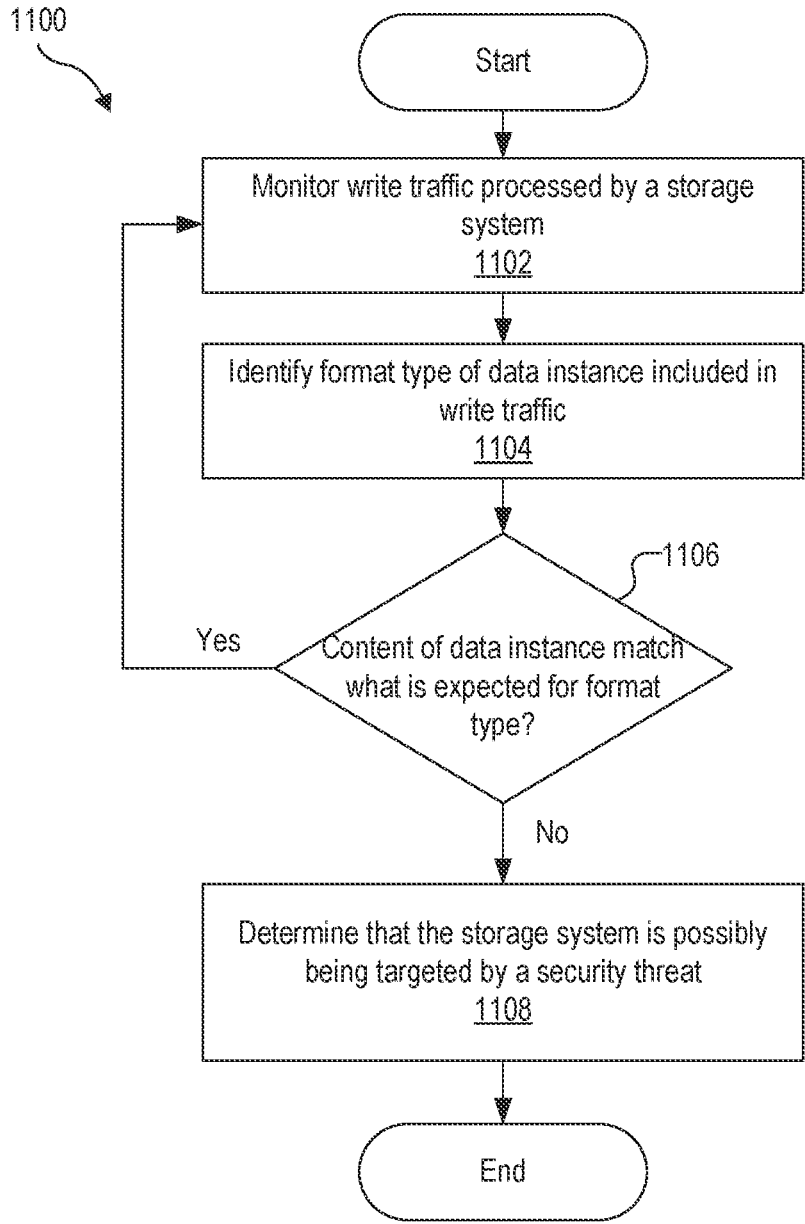 1100
Start
Monitor write traffic processed by a storage
system
1102
Identify format type of data instance included in
write traffic
1104
1106
Yes
Content of data instance match
what is expected for format
type?
No
Determine that the storage system is possibly
being targeted by a security threat
1108
End